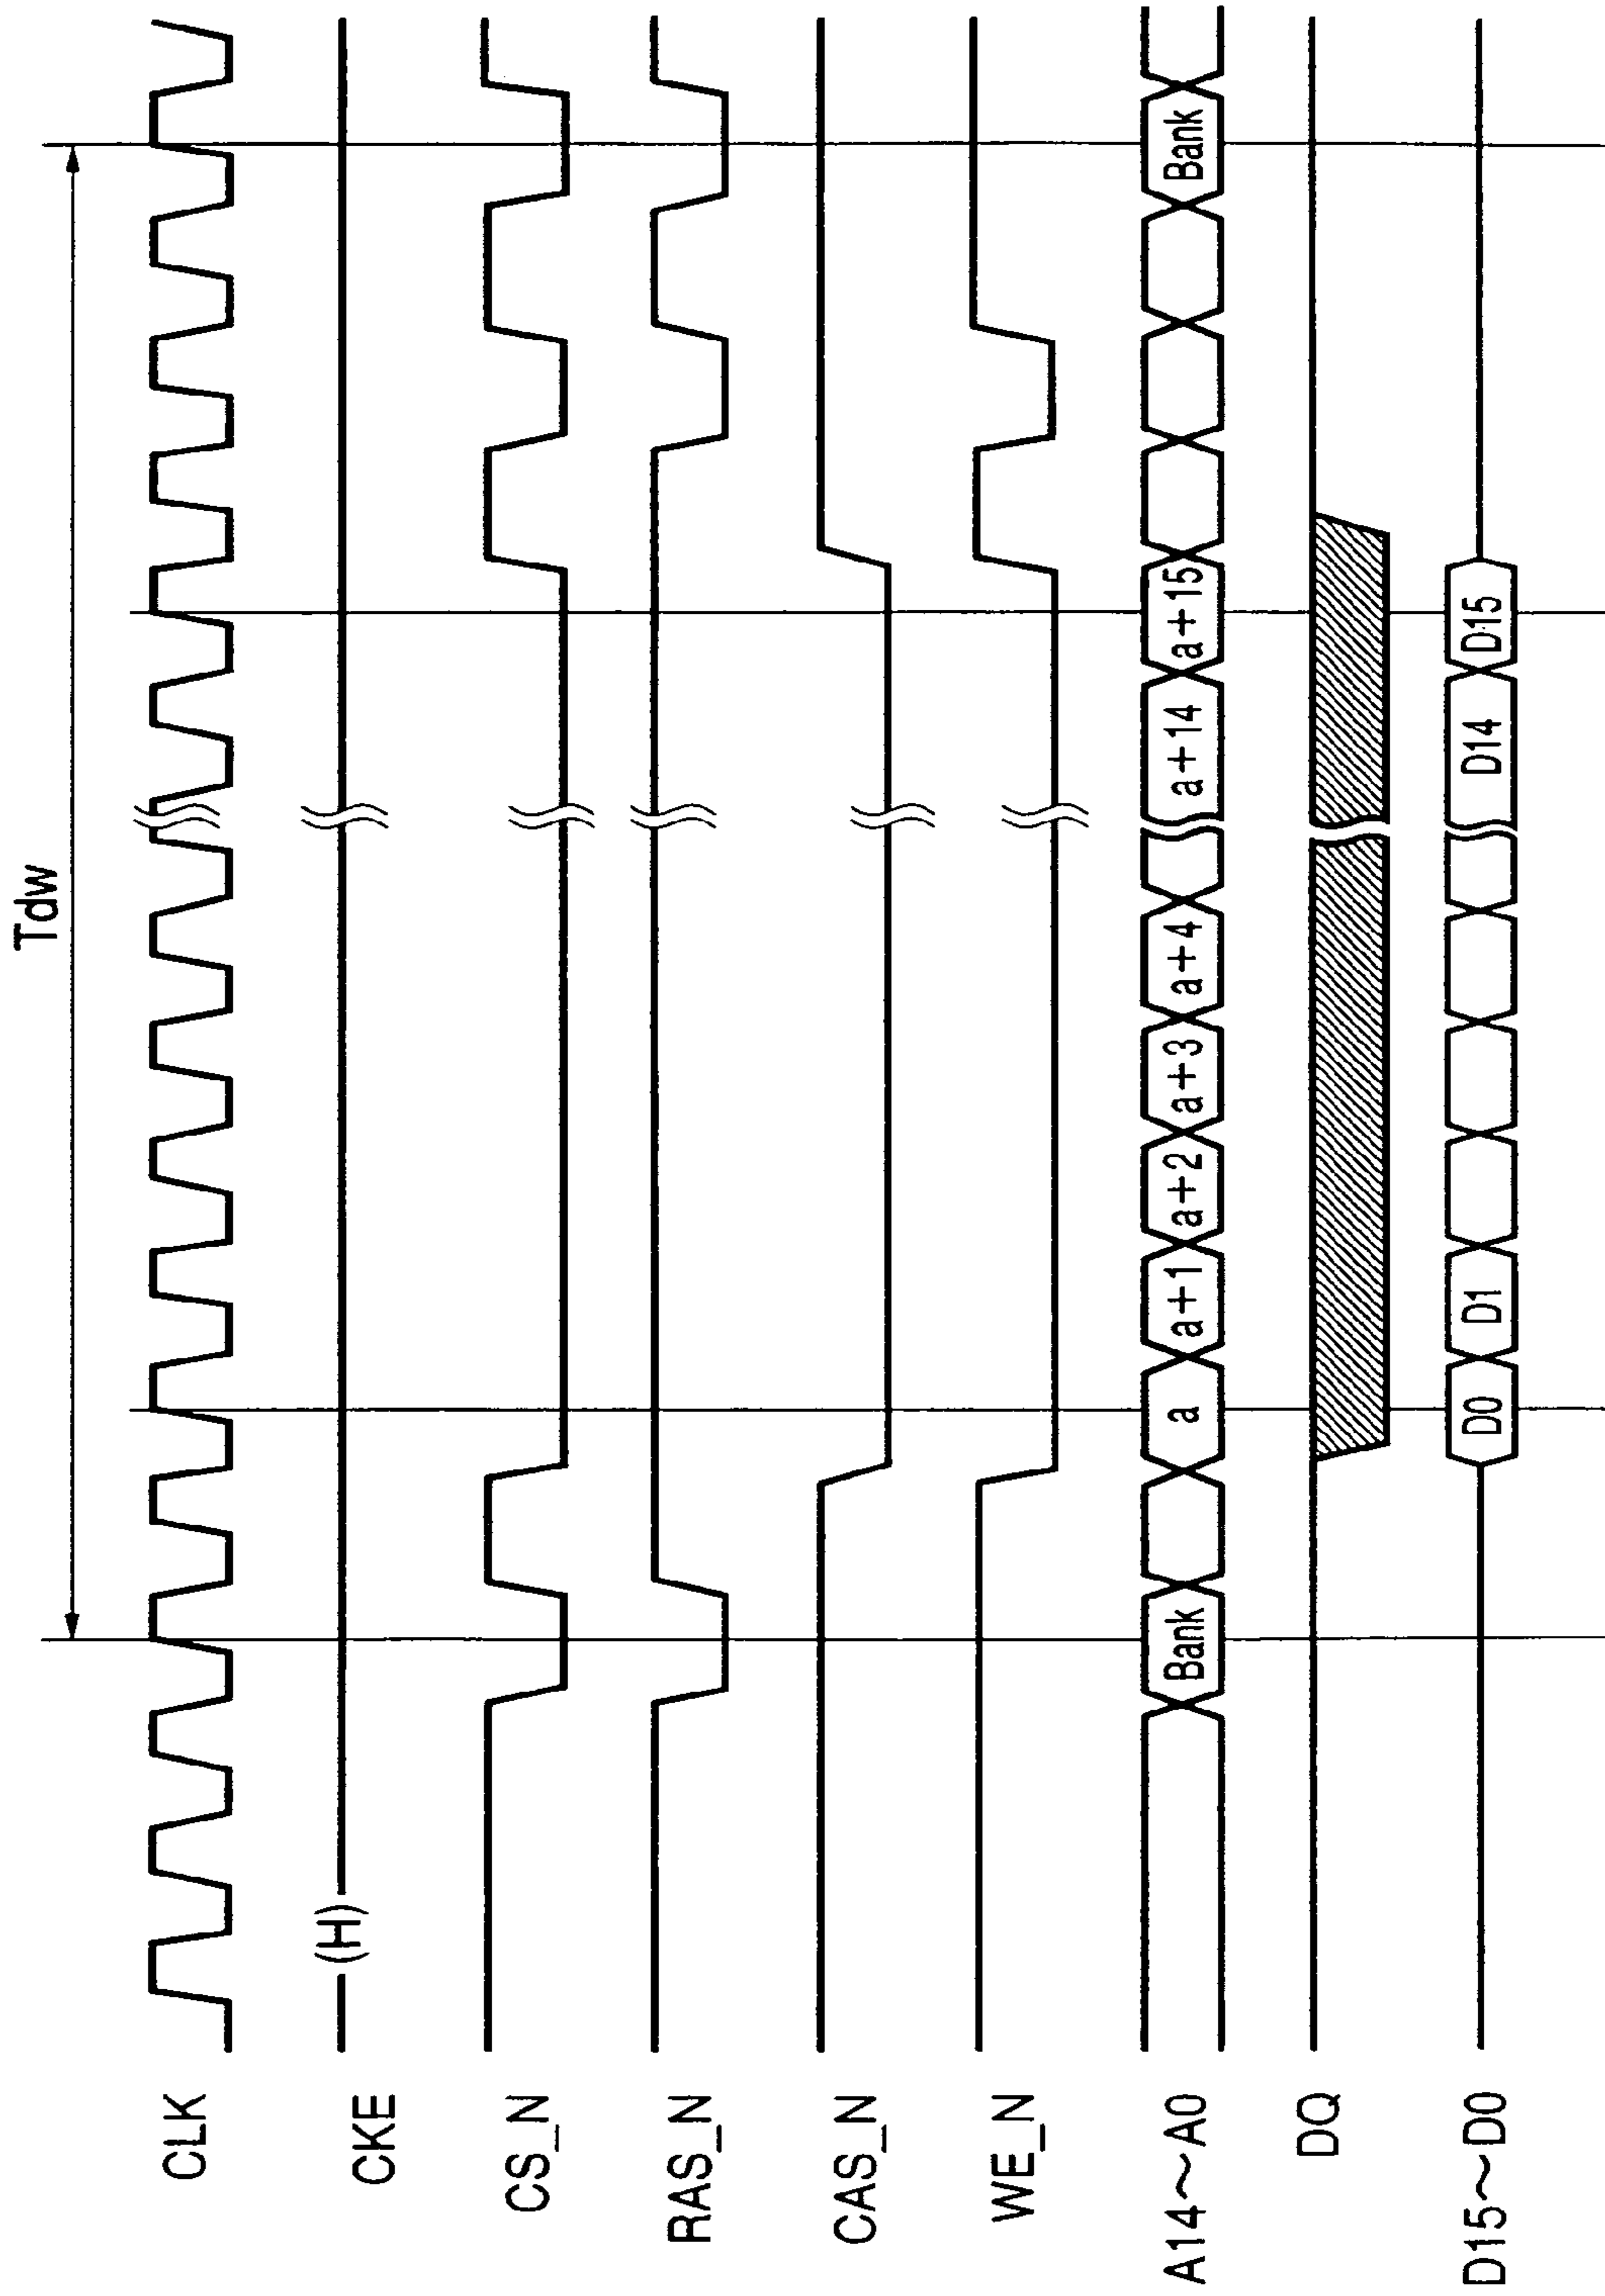 Tdw
CLK
CKE (H)
CS_N
RAS_N
CAS_N
WE_N
A14～A0 Bank a a+1 a+2 a+3 a+4 a+14 a+15 Bank
DQ
D15～D0 D0 D1 D14 D15